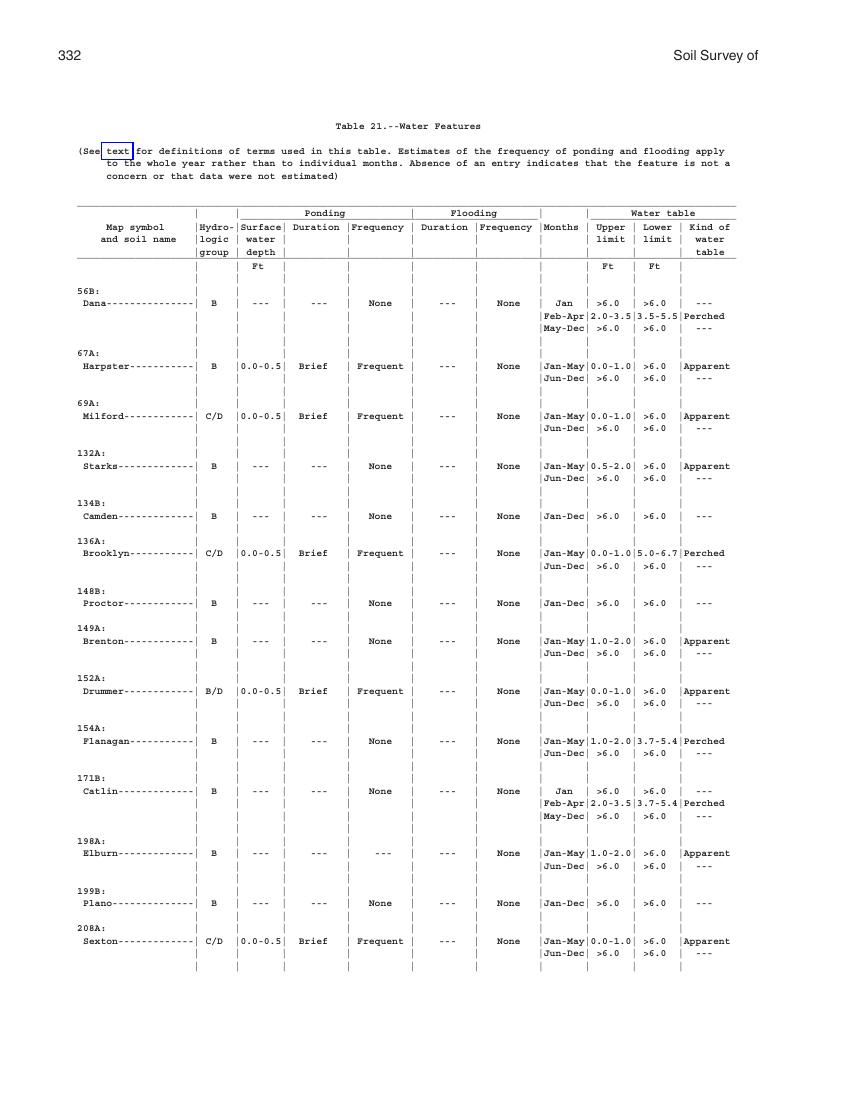 332 Soil Survey of
Table 21.--Water Features
(See text for definitions of terms used in this table. Estimates of the frequency of ponding and flooding apply
to the whole year rather than to individual months. Absence of an entry indicates that the feature is not a
concern or that data were not estimated)
| | Ponding | Flooding | | Water table
Map symbol |Hydro-|Surface| Duration |Frequency | Duration |Frequency |Months | Upper | Lower | Kind of
and soil name |logic | water | | | | | | limit | limit | water
|group | depth | | | | | | | | table
| | Ft | | | | | | Ft | Ft |
56B:
Dana---------------| B | --- | --- | None | --- | None | Jan | >6.0 | >6.0 | ---
|Feb-Apr|2.0-3.5|3.5-5.5|Perched
|May-Dec| >6.0 | >6.0 | ---
67A:
Harpster-----------| B |0.0-0.5| Brief | Frequent | --- | None |Jan-May|0.0-1.0| >6.0 |Apparent
|Jun-Dec| >6.0 | >6.0 | ---
69A:
Milford------------| C/D |0.0-0.5| Brief | Frequent | --- | None |Jan-May|0.0-1.0| >6.0 |Apparent
|Jun-Dec| >6.0 | >6.0 | ---
132A:
Starks-------------| B | --- | --- | None | --- | None |Jan-May|0.5-2.0| >6.0 |Apparent
|Jun-Dec| >6.0 | >6.0 | ---
134B:
Camden-------------| B | --- | --- | None | --- | None |Jan-Dec| >6.0 | >6.0 | ---
136A:
Brooklyn-----------| C/D |0.0-0.5| Brief | Frequent | --- | None |Jan-May|0.0-1.0|5.0-6.7|Perched
|Jun-Dec| >6.0 | >6.0 | ---
148B:
Proctor------------| B | --- | --- | None | --- | None |Jan-Dec| >6.0 | >6.0 | ---
149A:
Brenton------------| B | --- | --- | None | --- | None |Jan-May|1.0-2.0| >6.0 |Apparent
|Jun-Dec| >6.0 | >6.0 | ---
152A:
Drummer------------| B/D |0.0-0.5| Brief | Frequent | --- | None |Jan-May|0.0-1.0| >6.0 |Apparent
|Jun-Dec| >6.0 | >6.0 | ---
154A:
Flanagan-----------| B | --- | --- | None | --- | None |Jan-May|1.0-2.0|3.7-5.4|Perched
|Jun-Dec| >6.0 | >6.0 | ---
171B:
Catlin-------------| B | --- | --- | None | --- | None | Jan | >6.0 | >6.0 | ---
|Feb-Apr|2.0-3.5|3.7-5.4|Perched
|May-Dec| >6.0 | >6.0 | ---
198A:
Elburn-------------| B | --- | --- | --- | --- | None |Jan-May|1.0-2.0| >6.0 |Apparent
|Jun-Dec| >6.0 | >6.0 | ---
199B:
Plano--------------| B | --- | --- | None | --- | None |Jan-Dec| >6.0 | >6.0 | ---
208A:
Sexton-------------| C/D |0.0-0.5| Brief | Frequent | --- | None |Jan-May|0.0-1.0| >6.0 |Apparent
|Jun-Dec| >6.0 | >6.0 | ---